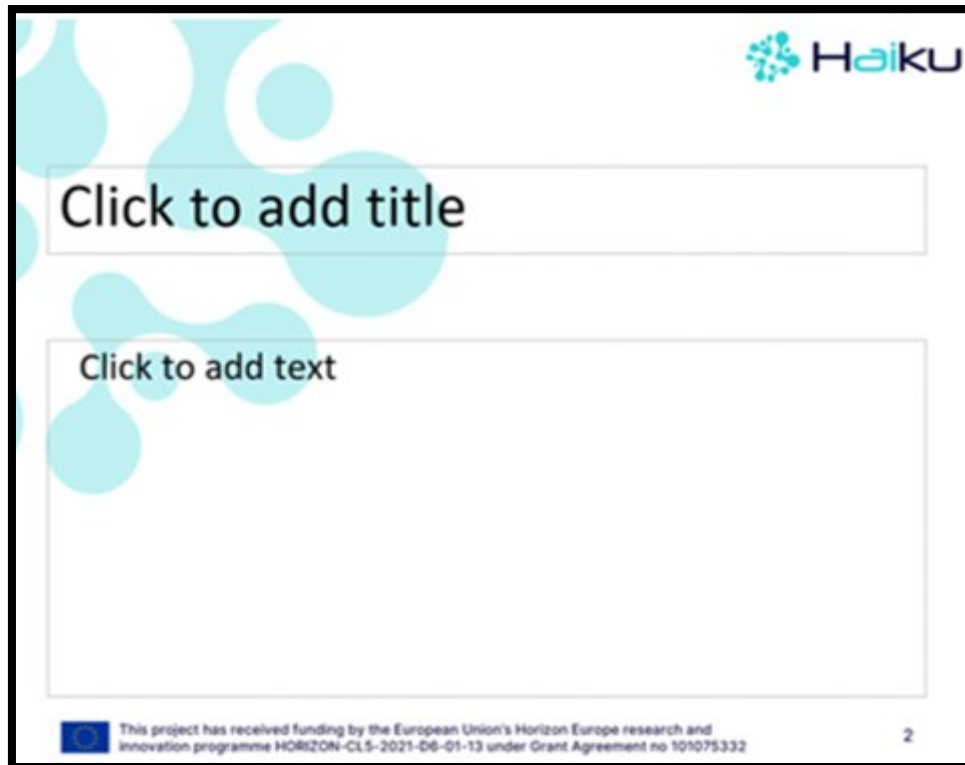 Haiku
Click to add title
Click to add text
This project has received funding by the European Union's Horizon Europe research and
innovation programme HORIZON-CL5-2021-D6-01-13 under Grant Agreement no 101075332
2